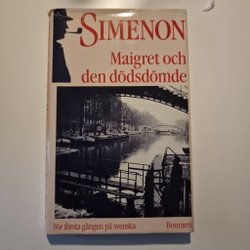 SIMENON
Maigret och
den dödsdömde
För första gången på svenska
Bonniers